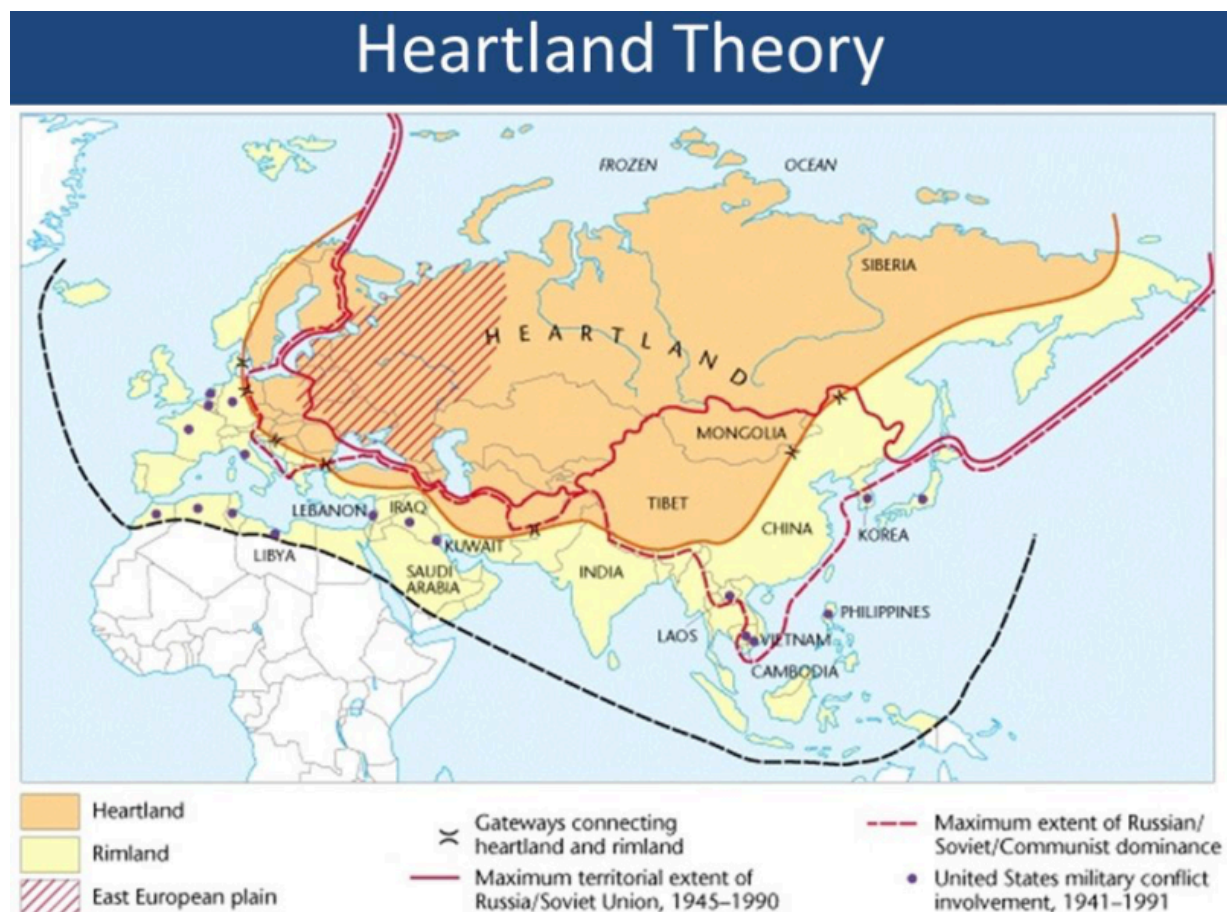 Heartland Theory
FROZEN OCEAN
SIBERIA
HEARTLAND
MONGOLIA
TIBET
CHINA
KOREA
LEBANON
IRAQ
KUWAIT
LIBYA
SAUDI
ARABIA
INDIA
LAOS
VIETNAM
CAMBODIA
PHILIPPINES
Heartland
Rimland
East European plain
Gateways connecting
heartland and rimland
Maximum territorial extent of
Russia/Soviet Union, 1945–1990
Maximum extent of Russian/
Soviet/Communist dominance
United States military conflict
involvement, 1941–1991